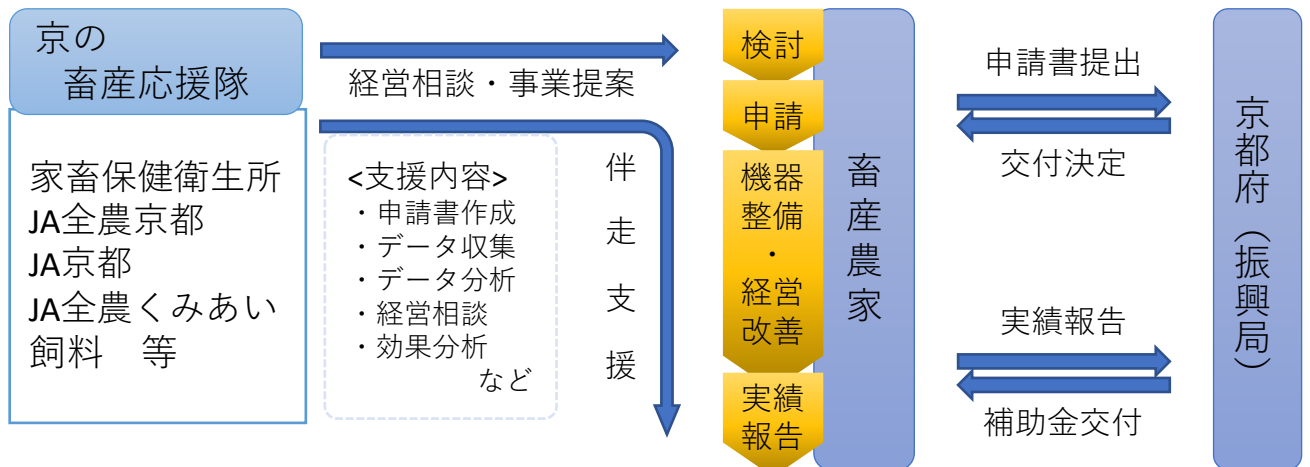 京の
畜産応援隊
家畜保健衛生所
JA全農京都
JA京都
JA全農くみあい
飼料　等
経営相談・事業提案
<支援内容>
・申請書作成
・データ収集
・データ分析
・経営相談
・効果分析
など
伴走支援
検討
申請
機器
整備
・
経営
改善
実績
報告
畜産農家
申請書提出
交付決定
実績報告
補助金交付
京都府（振興局）